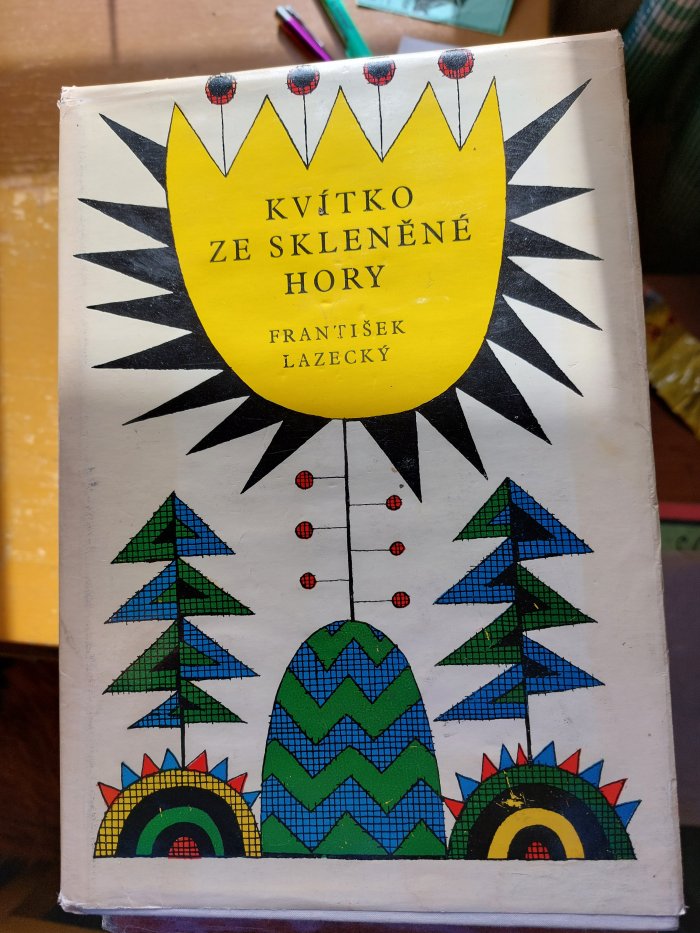 KVÍTKO
ZE SKLENĚNÉ
HORY
FRANTIŠEK
LAZECKÝ